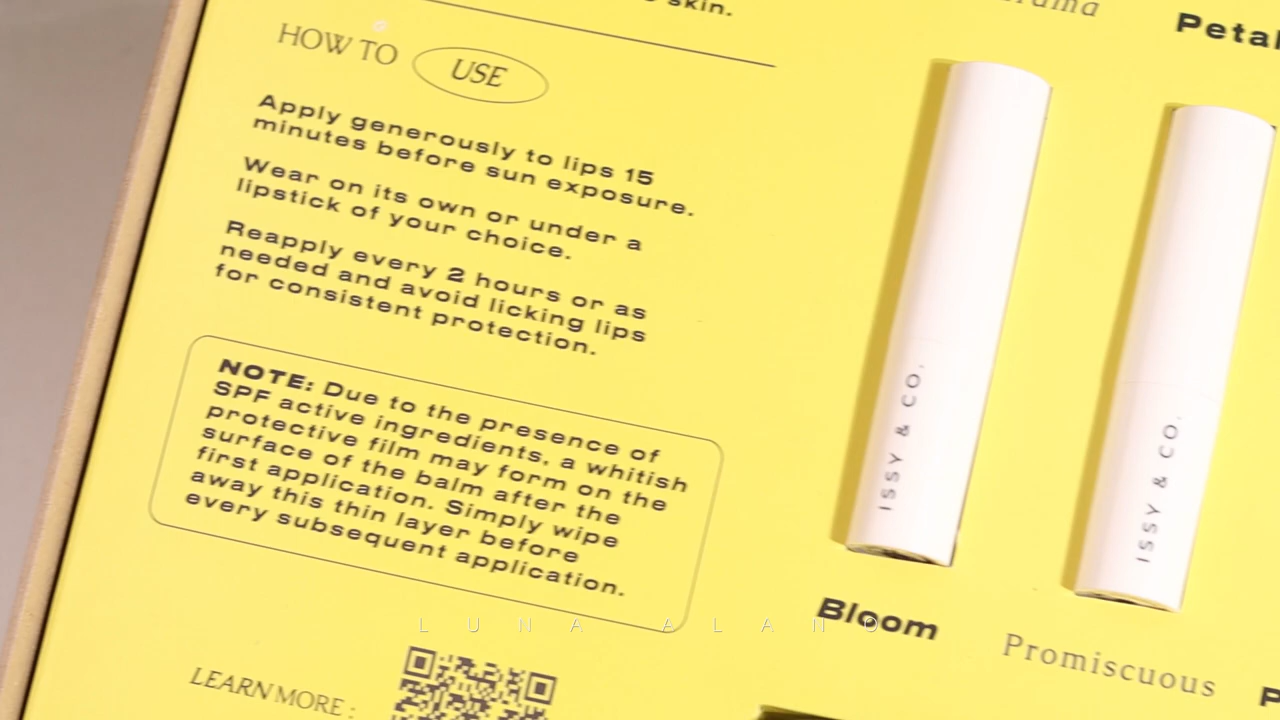 skin.
HOW TO USE
Apply generously to lips 15
minutes before sun exposure.
Wear on its own or under a
lipstick of your choice.
Reapply every 2 hours or as
needed and avoid licking lips
for consistent protection.
NOTE: Due to the presence of
SPF active ingredients, a whitish
protective film may form on the
surface of the balm after the
first application. Simply wipe
away this thin layer before
every subsequent application.
LEARN MORE:
ISSY & CO.
ISSY & CO.
Bloom
Promiscuous
LUNA ALANO